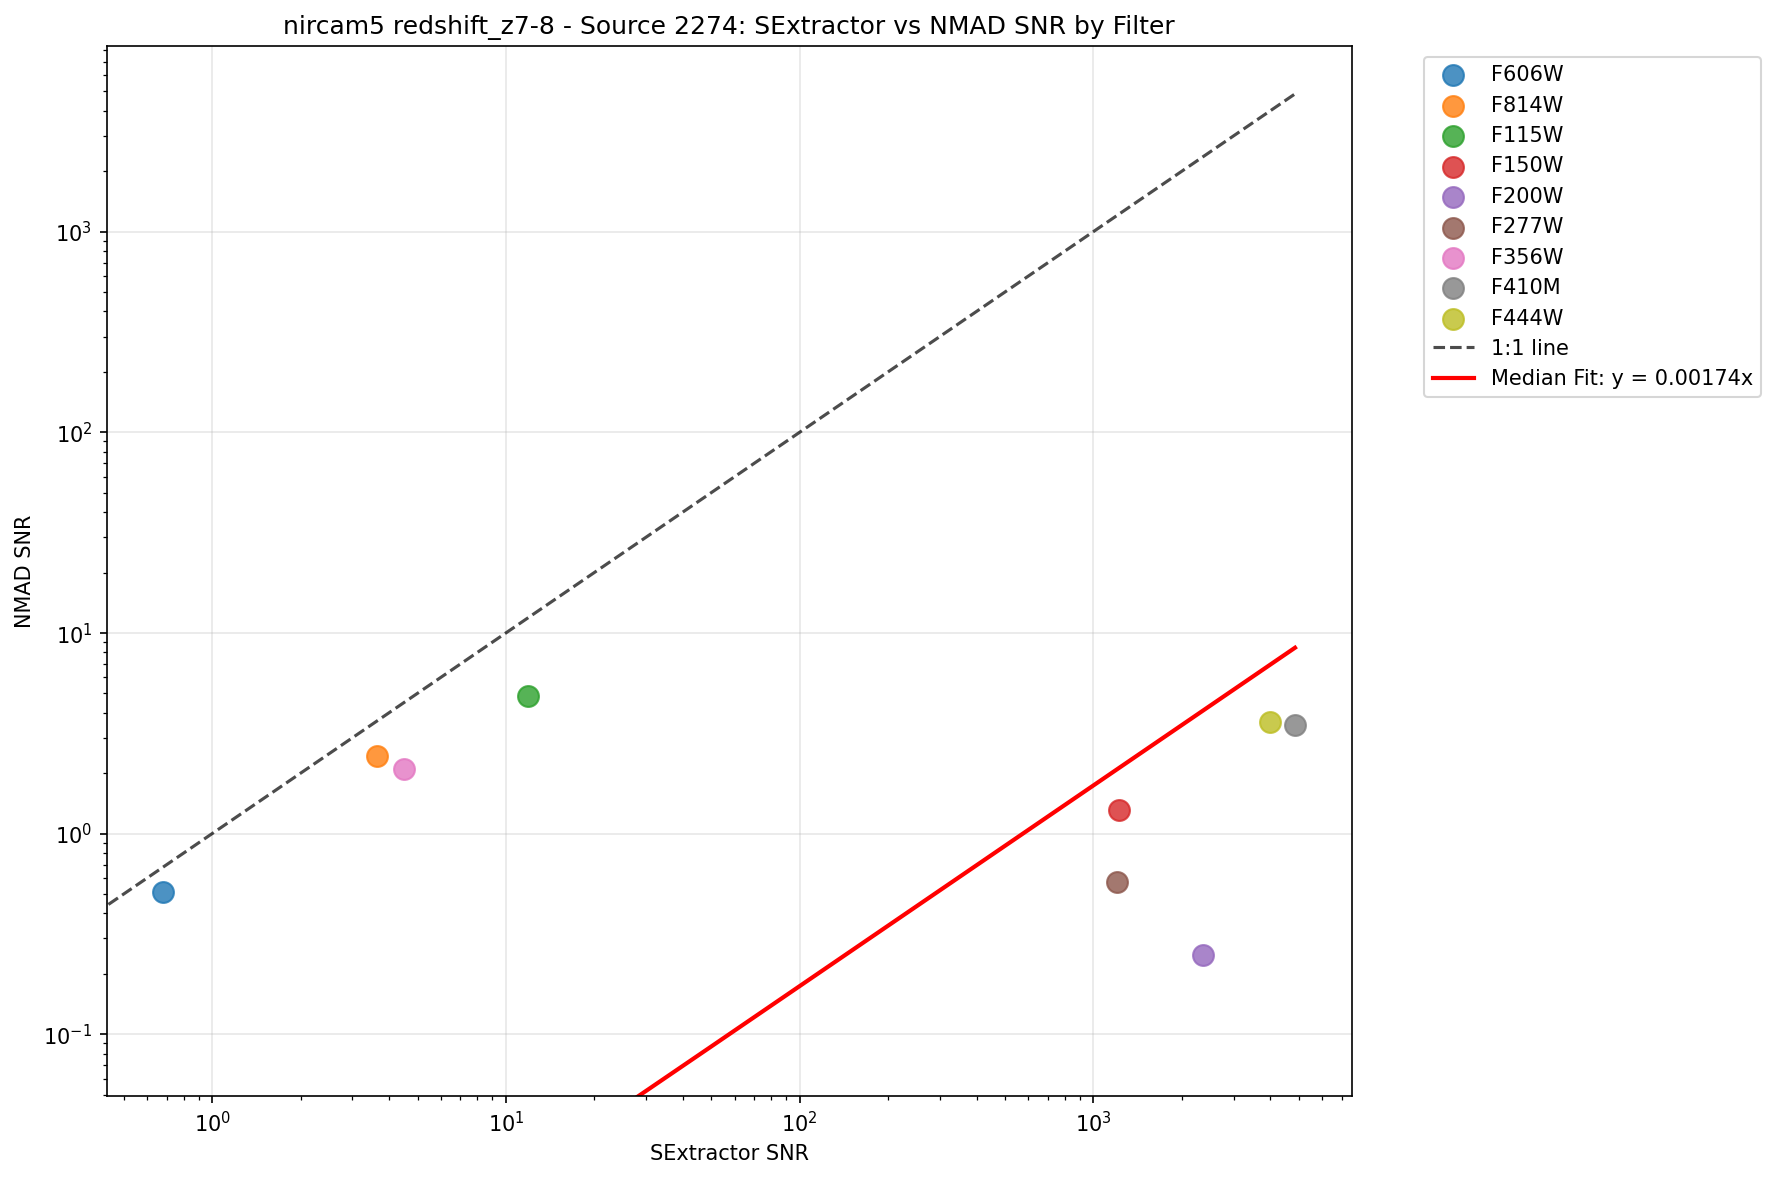 nircam5 redshift_z7-8 - Source 2274: SExtractor vs NMAD SNR by Filter
F606W
F814W
F115W
F150W
F200W
F277W
F356W
F410M
F444W
1:1 line
Median Fit: y = 0.00174x
NMAD SNR
10³
10²
10¹
10⁰
10⁻¹
10⁰ 10¹ 10² 10³
SExtractor SNR